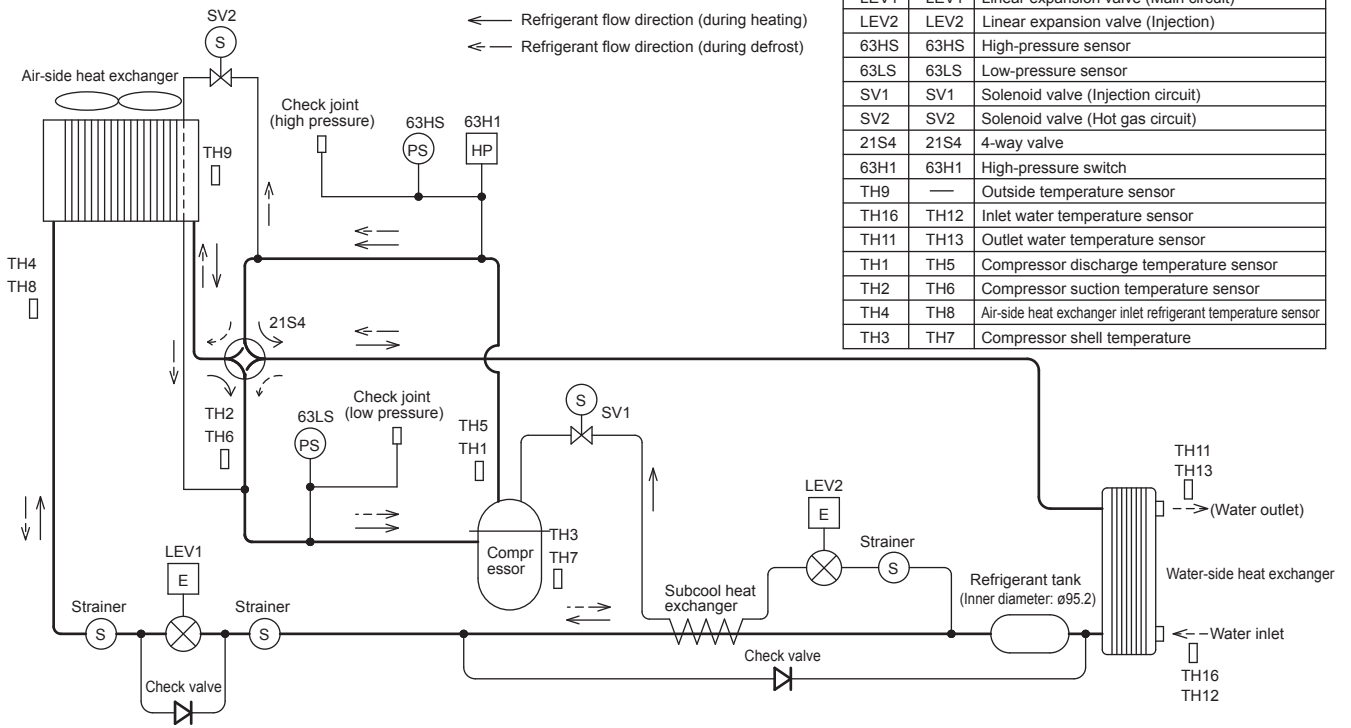 SV2
S
Refrigerant flow direction (during heating)
Refrigerant flow direction (during defrost)
Air-side heat exchanger
Check joint
(high pressure)
63HS
PS
63H1
HP
TH9
TH4
TH8
21S4
TH2
TH6
63LS
PS
Check joint
(low pressure)
TH5
TH1
S
SV1
Compr
essor
TH3
TH7
LEV2
E
Strainer
S
Subcool heat
exchanger
Refrigerant tank
(Inner diameter: ø95.2)
TH11
TH13
(Water outlet)
Water-side heat exchanger
Water inlet
TH16
TH12
LEV1
E
Strainer
S
Strainer
S
Check valve
Check valve
LEV2 LEV2 Linear expansion valve (Injection)
63HS 63HS High-pressure sensor
63LS 63LS Low-pressure sensor
SV1 SV1 Solenoid valve (Injection circuit)
SV2 SV2 Solenoid valve (Hot gas circuit)
21S4 21S4 4-way valve
63H1 63H1 High-pressure switch
TH9 — Outside temperature sensor
TH16 TH12 Inlet water temperature sensor
TH11 TH13 Outlet water temperature sensor
TH1 TH5 Compressor discharge temperature sensor
TH2 TH6 Compressor suction temperature sensor
TH4 TH8 Air-side heat exchanger inlet refrigerant temperature sensor
TH3 TH7 Compressor shell temperature